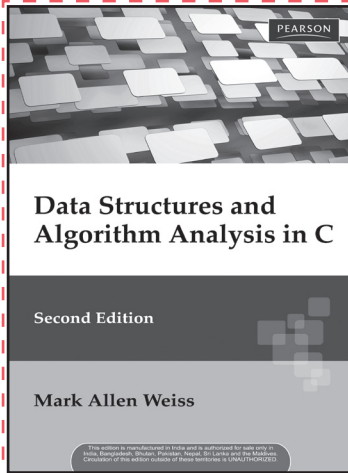 PEARSON
Data Structures and
Algorithm Analysis in C
Second Edition
Mark Allen Weiss
This edition is manufactured in India and is authorized for sale only in
India, Bangladesh, Bhutan, Pakistan, Nepal, Sri Lanka and the Maldives.
Circulation of this edition outside of these territories is UNAUTHORIZED.